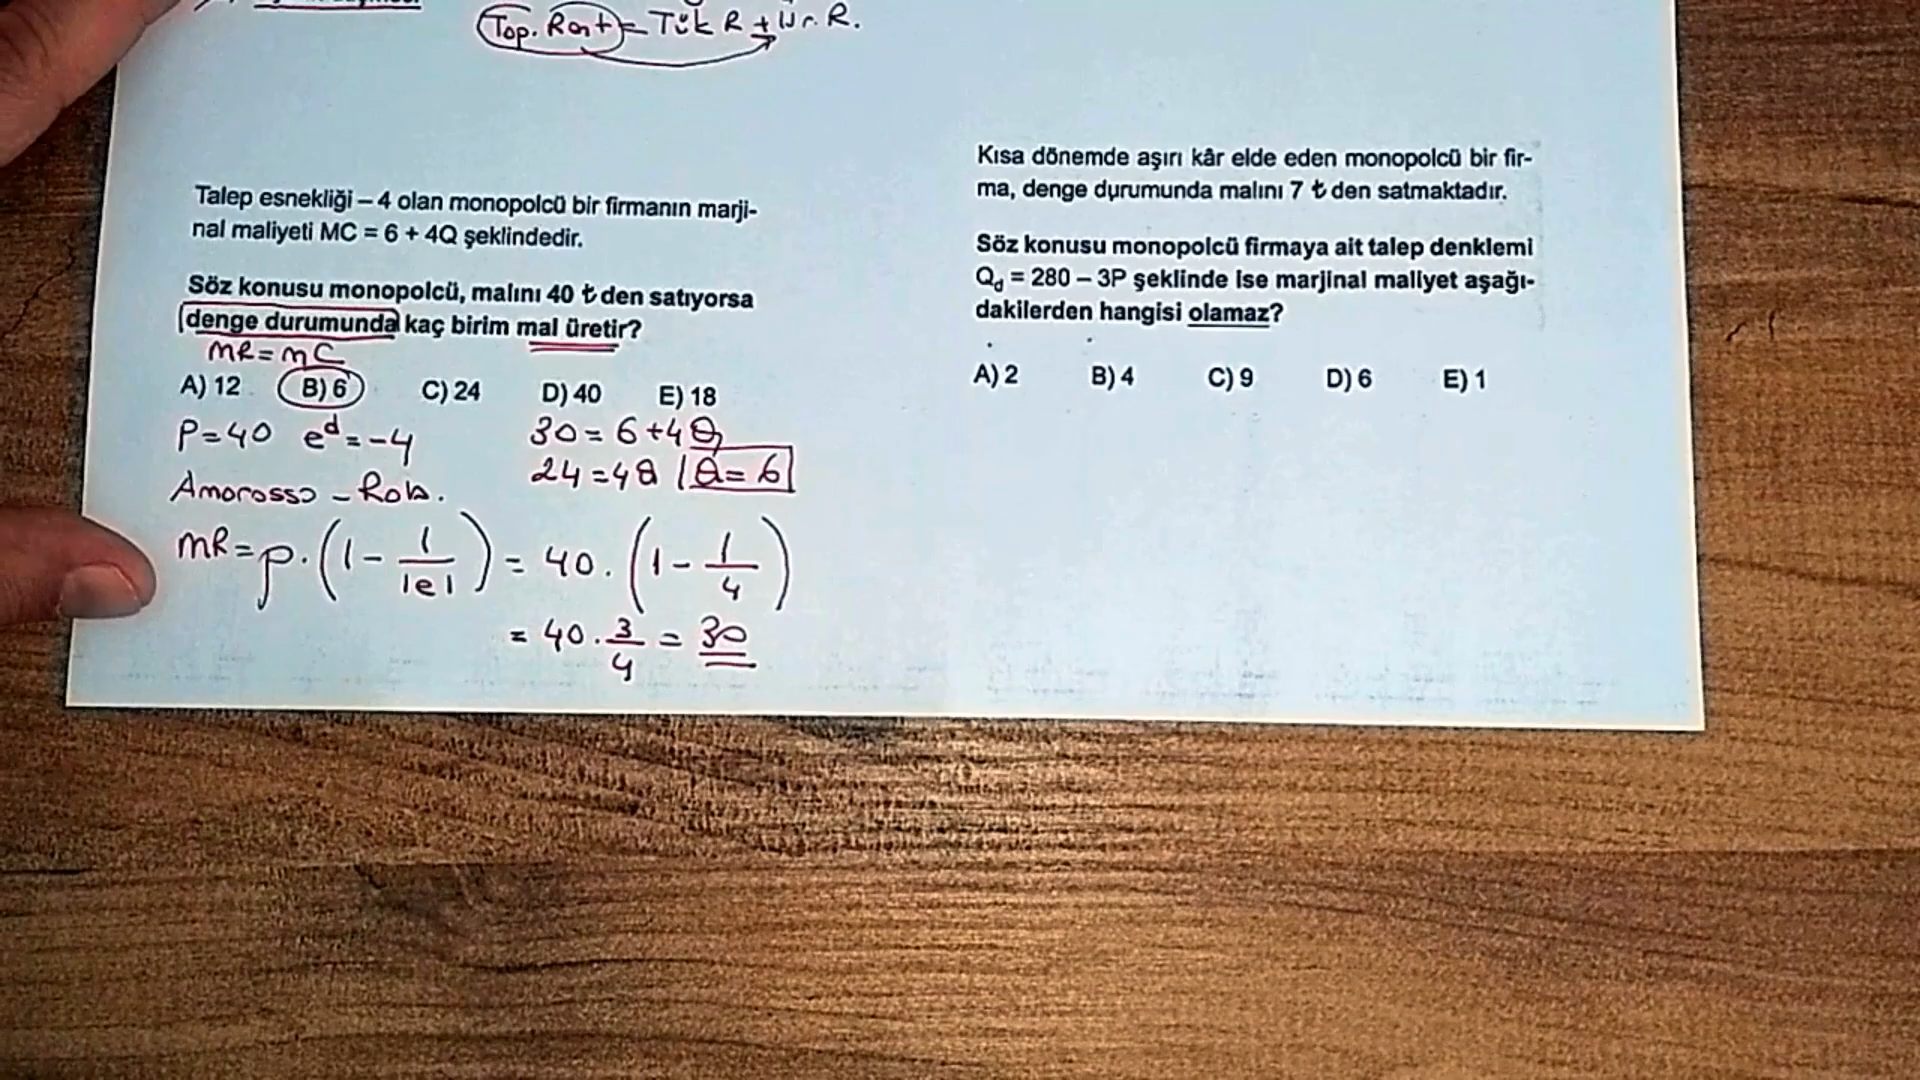 Top. Rant = Tük R + Ür. R.
Talep esnekliği – 4 olan monopolcü bir firmanın marji-
nal maliyeti MC = 6 + 4Q şeklindedir.
Söz konusu monopolcü, malını 40 ₺ den satıyorsa
denge durumunda kaç birim mal üretir?
MR = MC
A) 12 B) 6 C) 24 D) 40 E) 18
P = 40 e^d = -4
Amorosso - Rob.
MR = P. (1 - 1/|e|) = 40. (1 - 1/4)
= 40. 3/4 = 30
30 = 6 + 4Q
24 = 4Q / Q = 6
Kısa dönemde aşırı kâr elde eden monopolcü bir fir-
ma, denge durumunda malını 7 ₺ den satmaktadır.
Söz konusu monopolcü firmaya ait talep denklemi
Qd = 280 – 3P şeklinde ise marjinal maliyet aşağı-
dakilerden hangisi olamaz?
A) 2 B) 4 C) 9 D) 6 E) 1